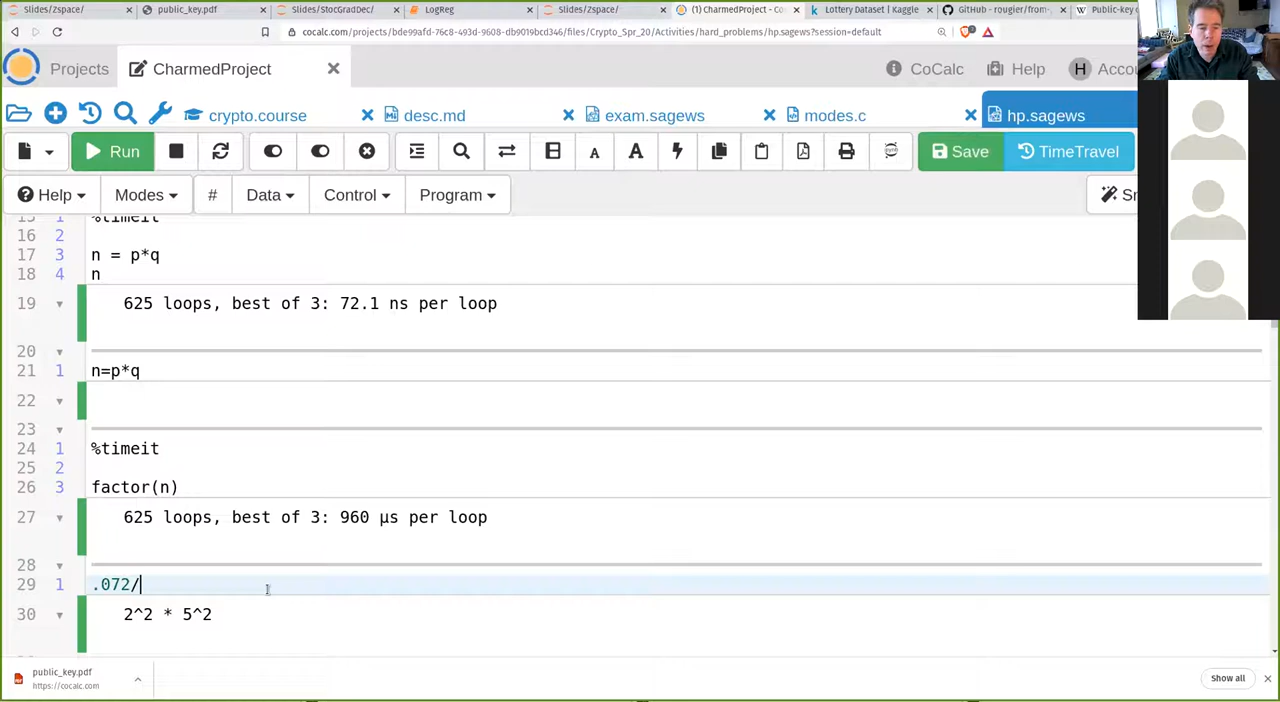 Slides/Zspace/
public_key.pdf
Slides/StocGradDec/
LogReg
Slides/Zspace/
(1) CharmedProject - Co
Lottery Dataset | Kaggle
GitHub - rougier/from-
Public-key
cocalc.com/projects/bde99afd-76c8-493d-9608-db9019bcd346/files/Crypto_Spr_20/Activities/hard_problems/hp.sagews?session=default
Projects
CharmedProject
CoCalc
Help
H
Accou
crypto.course
desc.md
exam.sagews
modes.c
hp.sagews
Run
A
A
Save
TimeTravel
Help
Modes
#
Data
Control
Program
Sn
15 1 %timeit
16 2
17 3 n = p*q
18 4 n
19 625 loops, best of 3: 72.1 ns per loop
20
21 1 n=p*q
22
23
24 1 %timeit
25 2
26 3 factor(n)
27 625 loops, best of 3: 960 µs per loop
28
29 1 .072/
30 2^2 * 5^2
public_key.pdf
https://cocalc.com
Show all